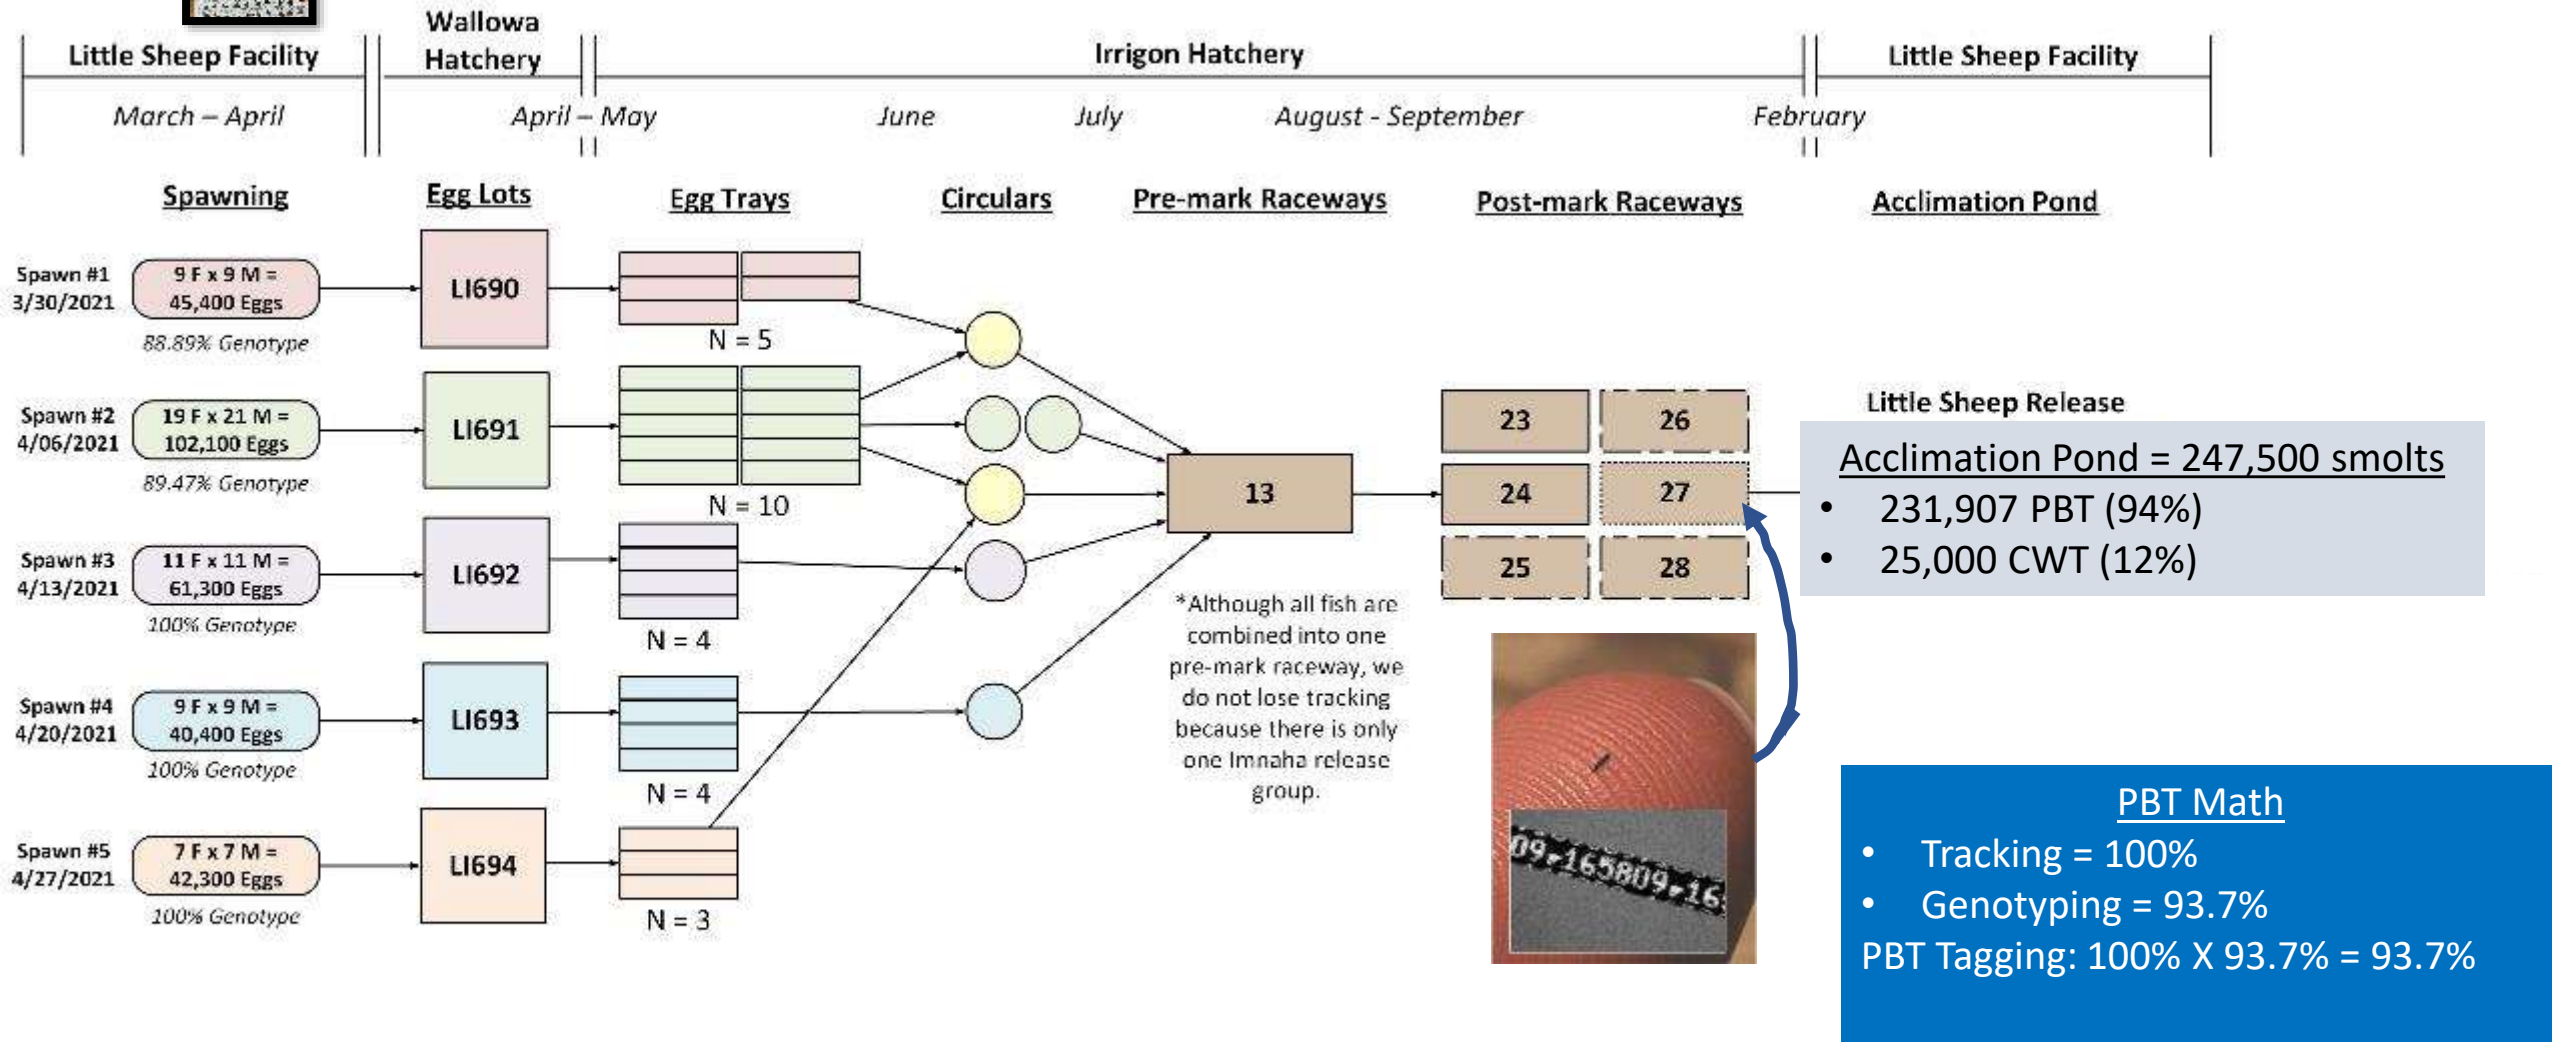 Little Sheep Facility
Wallowa
Hatchery
Irrigon Hatchery
Little Sheep Facility
March – April
April – May
June
July
August - September
February
Spawning
Egg Lots
Egg Trays
Circulars
Pre-mark Raceways
Post-mark Raceways
Acclimation Pond
Spawn #1
3/30/2021
9 F x 9 M =
45,400 Eggs
88.89% Genotype
LI690
N = 5
Spawn #2
4/06/2021
19 F x 21 M =
102,100 Eggs
89.47% Genotype
LI691
N = 10
Spawn #3
4/13/2021
11 F x 11 M =
61,300 Eggs
100% Genotype
LI692
N = 4
Spawn #4
4/20/2021
9 F x 9 M =
40,400 Eggs
100% Genotype
LI693
N = 4
Spawn #5
4/27/2021
7 F x 7 M =
42,300 Eggs
100% Genotype
LI694
N = 3
13
*Although all fish are
combined into one
pre-mark raceway, we
do not lose tracking
because there is only
one Imnaha release
group.
23
26
24
27
25
28
Little Sheep Release
Acclimation Pond = 247,500 smolts
• 231,907 PBT (94%)
• 25,000 CWT (12%)
09-165809-16
PBT Math
• Tracking = 100%
• Genotyping = 93.7%
PBT Tagging: 100% X 93.7% = 93.7%